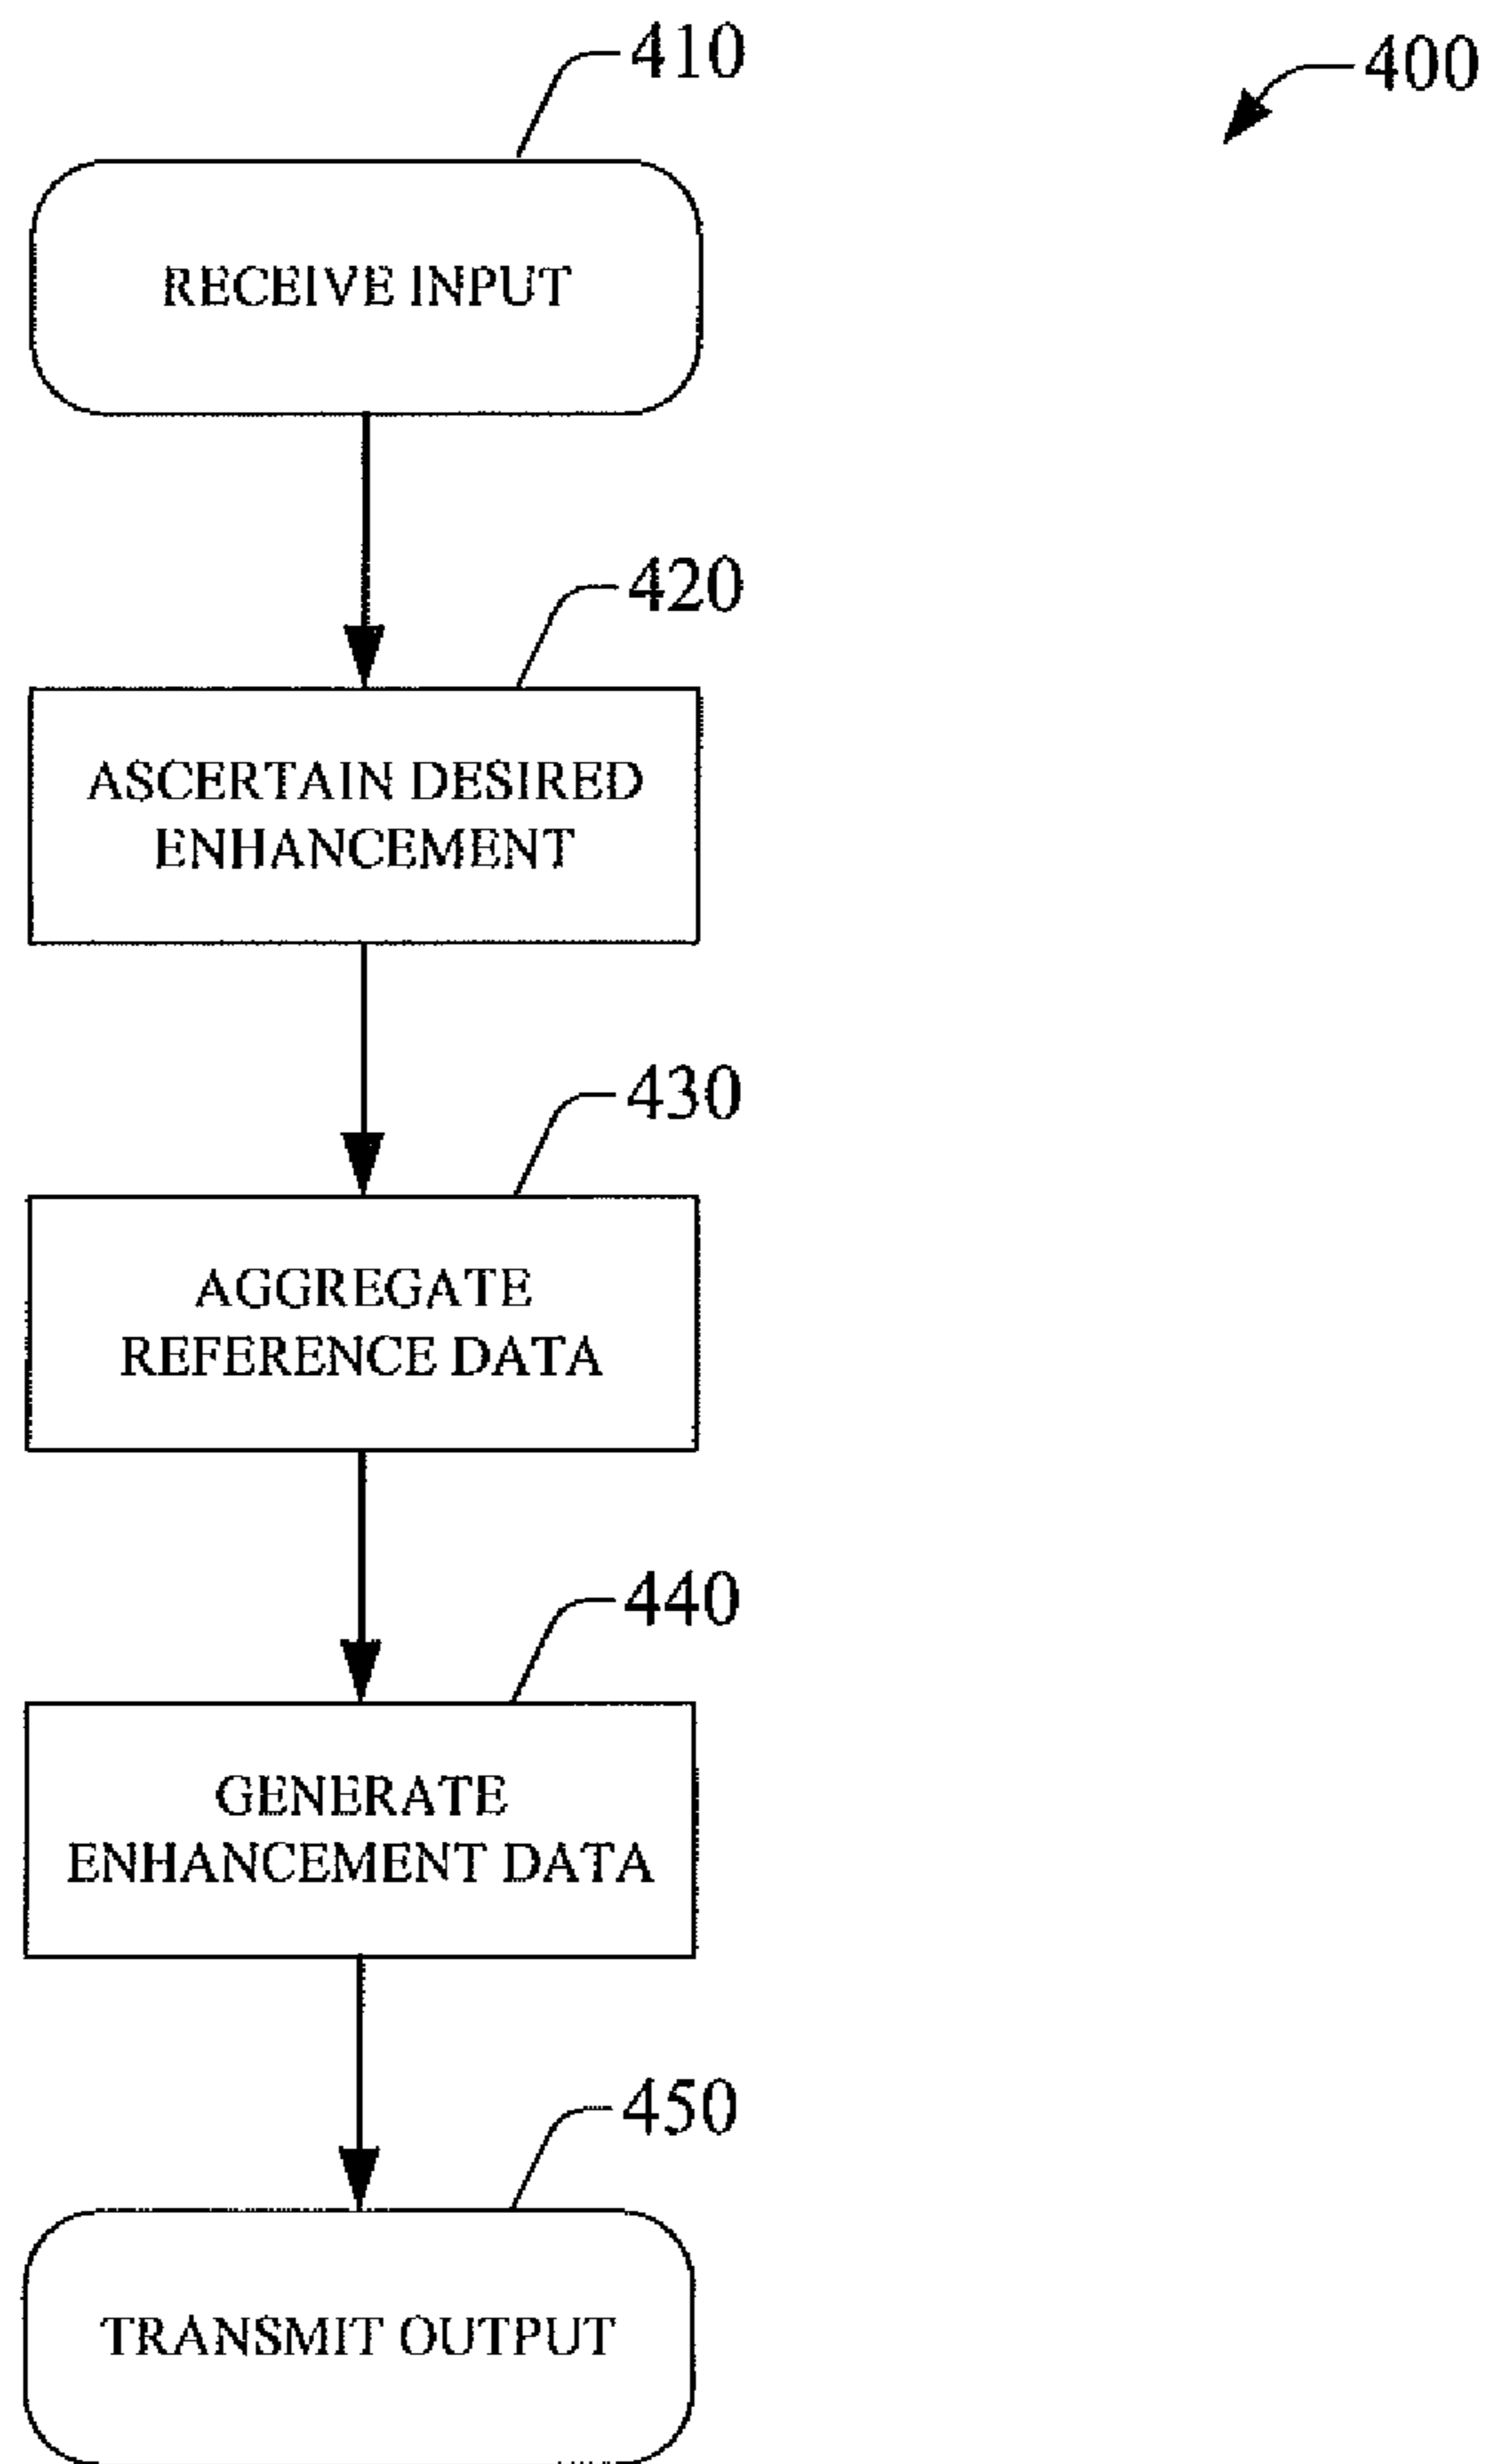 410
400
RECEIVE INPUT
420
ASCERTAIN DESIRED
ENHANCEMENT
430
AGGREGATE
REFERENCE DATA
440
GENERATE
ENHANCEMENT DATA
450
TRANSMIT OUTPUT